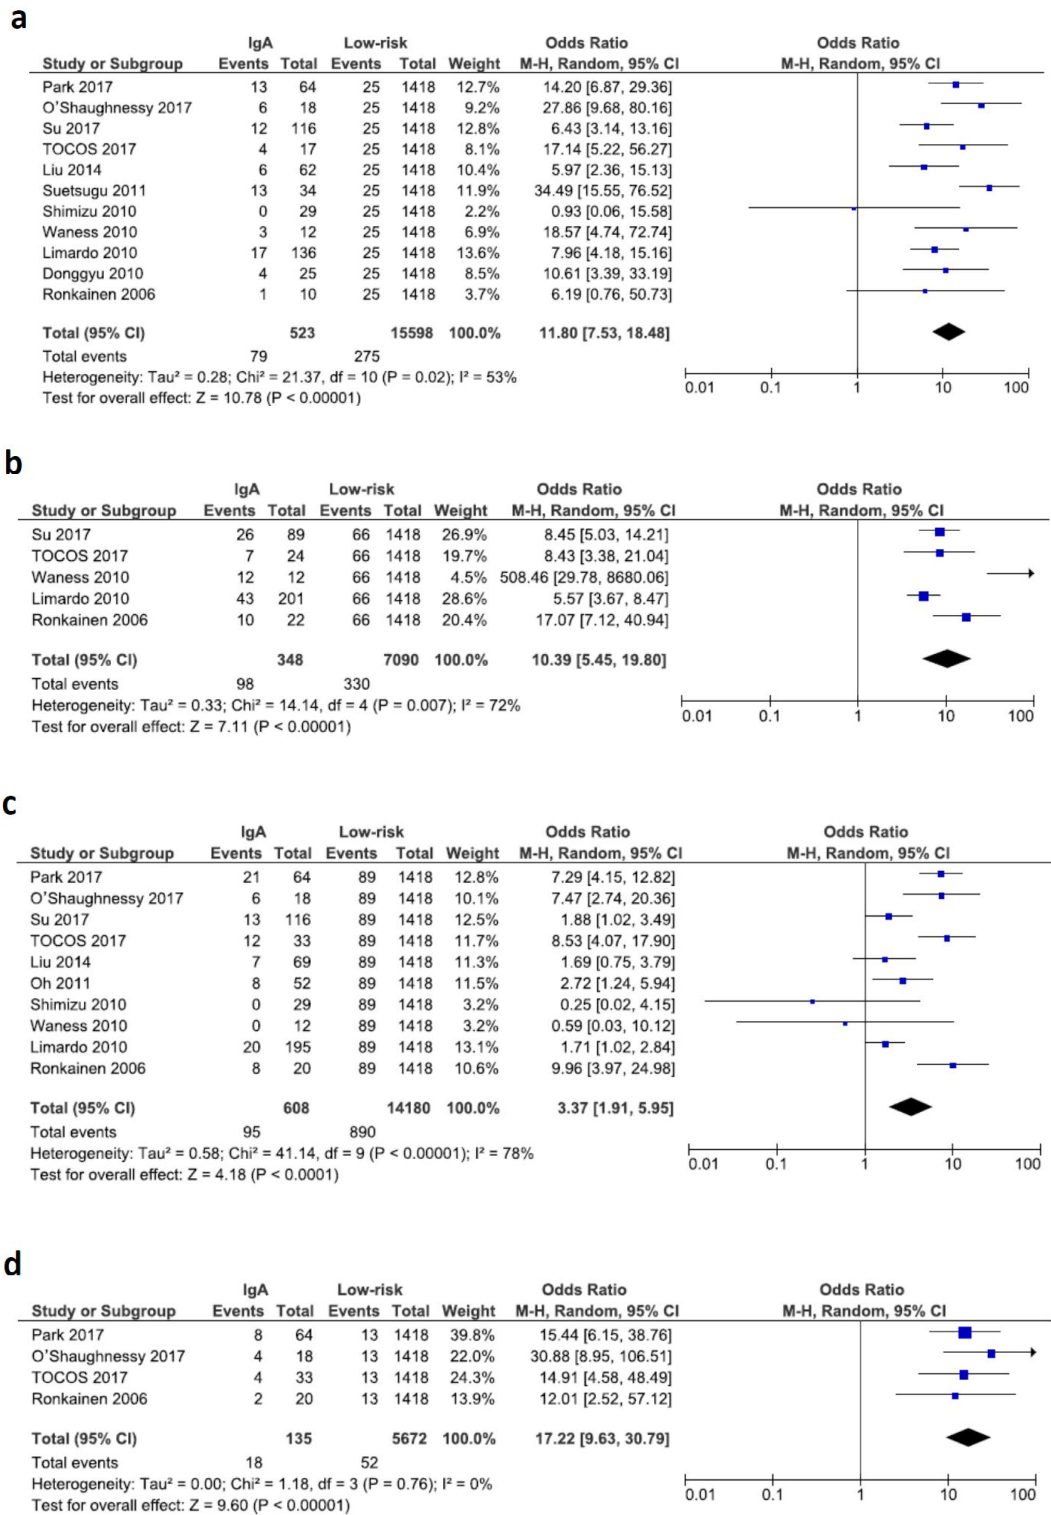 a
IgA Low-risk Odds Ratio Odds Ratio
Study or Subgroup Events Total Events Total Weight M-H, Random, 95% CI M-H, Random, 95% CI
Park 2017 13 64 25 1418 12.7% 14.20 [6.87, 29.36]
O'Shaughnessy 2017 6 18 25 1418 9.2% 27.86 [9.68, 80.16]
Su 2017 12 116 25 1418 12.8% 6.43 [3.14, 13.16]
TOCOS 2017 4 17 25 1418 8.1% 17.14 [5.22, 56.27]
Liu 2014 6 62 25 1418 10.4% 5.97 [2.36, 15.13]
Suetsugu 2011 13 34 25 1418 11.9% 34.49 [15.55, 76.52]
Shimizu 2010 0 29 25 1418 2.2% 0.93 [0.06, 15.58]
Waness 2010 3 12 25 1418 6.9% 18.57 [4.74, 72.74]
Limardo 2010 17 136 25 1418 13.6% 7.96 [4.18, 15.16]
Donggyu 2010 4 25 25 1418 8.5% 10.61 [3.39, 33.19]
Ronkainen 2006 1 10 25 1418 3.7% 6.19 [0.76, 50.73]
Total (95% CI) 523 15598 100.0% 11.80 [7.53, 18.48]
Total events 79 275
Heterogeneity: Tau² = 0.28; Chi² = 21.37, df = 10 (P = 0.02); I² = 53%
Test for overall effect: Z = 10.78 (P < 0.00001)
0.01 0.1 1 10 100
b
IgA Low-risk Odds Ratio Odds Ratio
Study or Subgroup Events Total Events Total Weight M-H, Random, 95% CI M-H, Random, 95% CI
Su 2017 26 89 66 1418 26.9% 8.45 [5.03, 14.21]
TOCOS 2017 7 24 66 1418 19.7% 8.43 [3.38, 21.04]
Waness 2010 12 12 66 1418 4.5% 508.46 [29.78, 8680.06]
Limardo 2010 43 201 66 1418 28.6% 5.57 [3.67, 8.47]
Ronkainen 2006 10 22 66 1418 20.4% 17.07 [7.12, 40.94]
Total (95% CI) 348 7090 100.0% 10.39 [5.45, 19.80]
Total events 98 330
Heterogeneity: Tau² = 0.33; Chi² = 14.14, df = 4 (P = 0.007); I² = 72%
Test for overall effect: Z = 7.11 (P < 0.00001)
0.01 0.1 1 10 100
c
IgA Low-risk Odds Ratio Odds Ratio
Study or Subgroup Events Total Events Total Weight M-H, Random, 95% CI M-H, Random, 95% CI
Park 2017 21 64 89 1418 12.8% 7.29 [4.15, 12.82]
O'Shaughnessy 2017 6 18 89 1418 10.1% 7.47 [2.74, 20.36]
Su 2017 13 116 89 1418 12.5% 1.88 [1.02, 3.49]
TOCOS 2017 12 33 89 1418 11.7% 8.53 [4.07, 17.90]
Liu 2014 7 69 89 1418 11.3% 1.69 [0.75, 3.79]
Oh 2011 8 52 89 1418 11.5% 2.72 [1.24, 5.94]
Shimizu 2010 0 29 89 1418 3.2% 0.25 [0.02, 4.15]
Waness 2010 0 12 89 1418 3.2% 0.59 [0.03, 10.12]
Limardo 2010 20 195 89 1418 13.1% 1.71 [1.02, 2.84]
Ronkainen 2006 8 20 89 1418 10.6% 9.96 [3.97, 24.98]
Total (95% CI) 608 14180 100.0% 3.37 [1.91, 5.95]
Total events 95 890
Heterogeneity: Tau² = 0.58; Chi² = 41.14, df = 9 (P < 0.00001); I² = 78%
Test for overall effect: Z = 4.18 (P < 0.0001)
0.01 0.1 1 10 100
d
IgA Low-risk Odds Ratio Odds Ratio
Study or Subgroup Events Total Events Total Weight M-H, Random, 95% CI M-H, Random, 95% CI
Park 2017 8 64 13 1418 39.8% 15.44 [6.15, 38.76]
O'Shaughnessy 2017 4 18 13 1418 22.0% 30.88 [8.95, 106.51]
TOCOS 2017 4 33 13 1418 24.3% 14.91 [4.58, 48.49]
Ronkainen 2006 2 20 13 1418 13.9% 12.01 [2.52, 57.12]
Total (95% CI) 135 5672 100.0% 17.22 [9.63, 30.79]
Total events 18 52
Heterogeneity: Tau² = 0.00; Chi² = 1.18, df = 3 (P = 0.76); I² = 0%
Test for overall effect: Z = 9.60 (P < 0.00001)
0.01 0.1 1 10 100